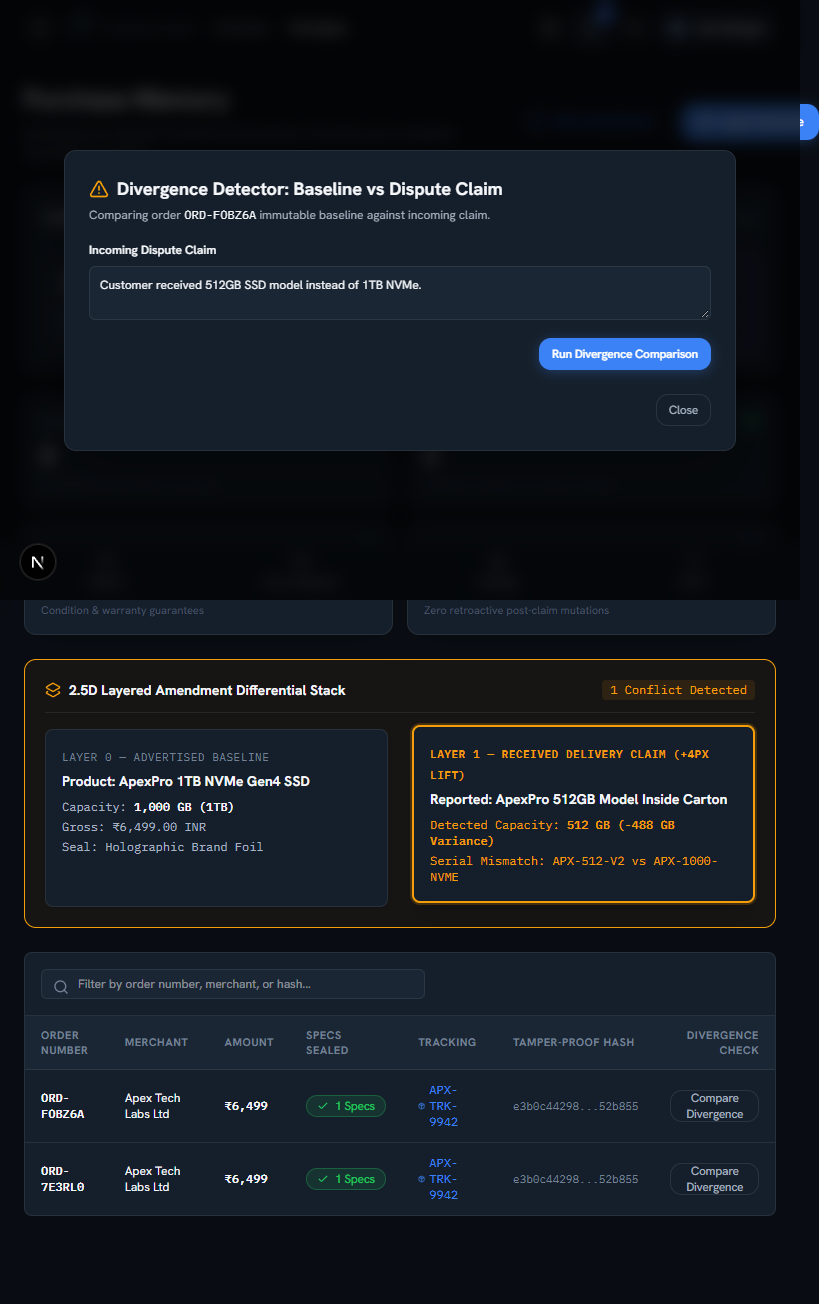 Divergence Detector: Baseline vs Dispute Claim
Comparing order ORD-FOBZ6A immutable baseline against incoming claim.
Incoming Dispute Claim
Customer received 512GB SSD model instead of 1TB NVMe.
Run Divergence Comparison
Close
N
Condition & warranty guarantees
Zero retroactive post-claim mutations
2.5D Layered Amendment Differential Stack
1 Conflict Detected
LAYER 0 — ADVERTISED BASELINE
Product: ApexPro 1TB NVMe Gen4 SSD
Capacity: 1,000 GB (1TB)
Gross: ₹6,499.00 INR
Seal: Holographic Brand Foil
LAYER 1 — RECEIVED DELIVERY CLAIM (+4PX
LIFT)
Reported: ApexPro 512GB Model Inside Carton
Detected Capacity: 512 GB (-488 GB
Variance)
Serial Mismatch: APX-512-V2 vs APX-1000-
NVME
Filter by order number, merchant, or hash...
ORDER
NUMBER
MERCHANT
AMOUNT
SPECS
SEALED
TRACKING
TAMPER-PROOF HASH
DIVERGENCE
CHECK
ORD-
FOBZ6A
Apex Tech
Labs Ltd
₹6,499
1 Specs
APX-
TRK-
9942
e3b0c44298...52b855
Compare
Divergence
ORD-
7E3RL0
Apex Tech
Labs Ltd
₹6,499
1 Specs
APX-
TRK-
9942
e3b0c44298...52b855
Compare
Divergence